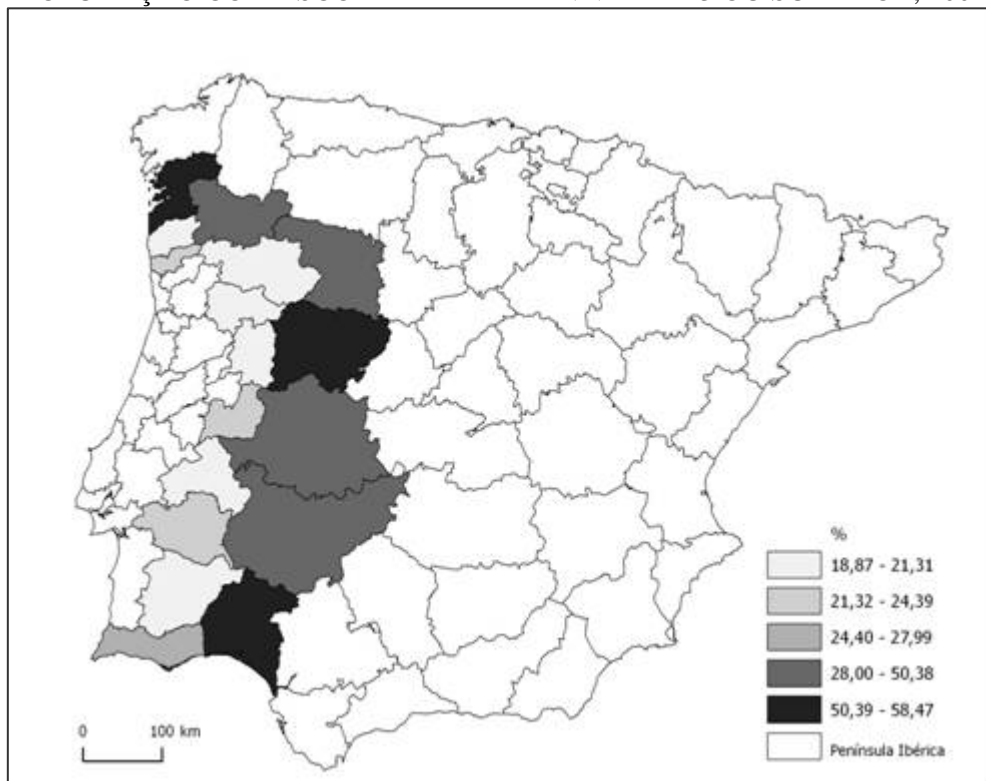 %
18,87 - 21,31
21,32 - 24,39
24,40 - 27,99
28,00 - 50,38
50,39 - 58,47
Península Ibérica
0 100 km